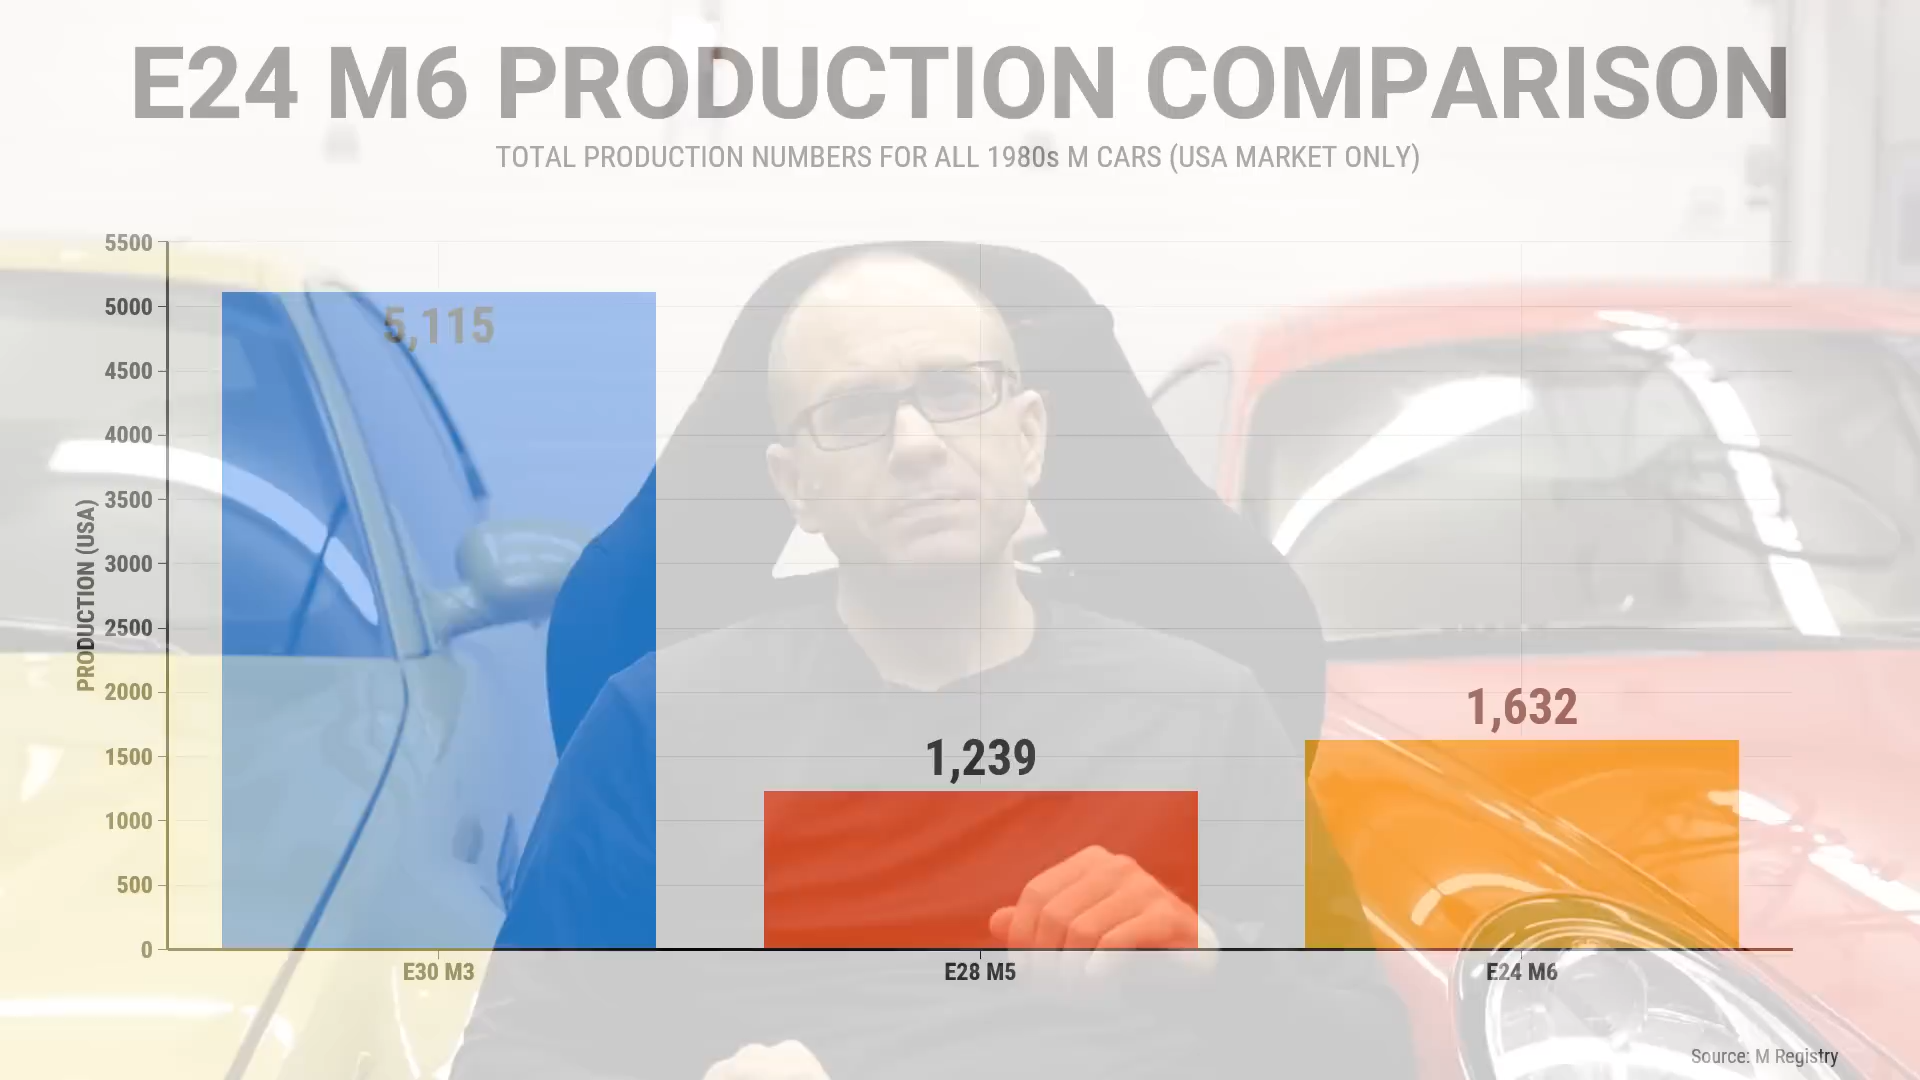 E24 M6 PRODUCTION COMPARISON
TOTAL PRODUCTION NUMBERS FOR ALL 1980s M CARS (USA MARKET ONLY)
PRODUCTION (USA)
5500
5000
4500
4000
3500
3000
2500
2000
1500
1000
500
0
5,115
1,239
1,632
E30 M3
E28 M5
E24 M6
Source: M Registry